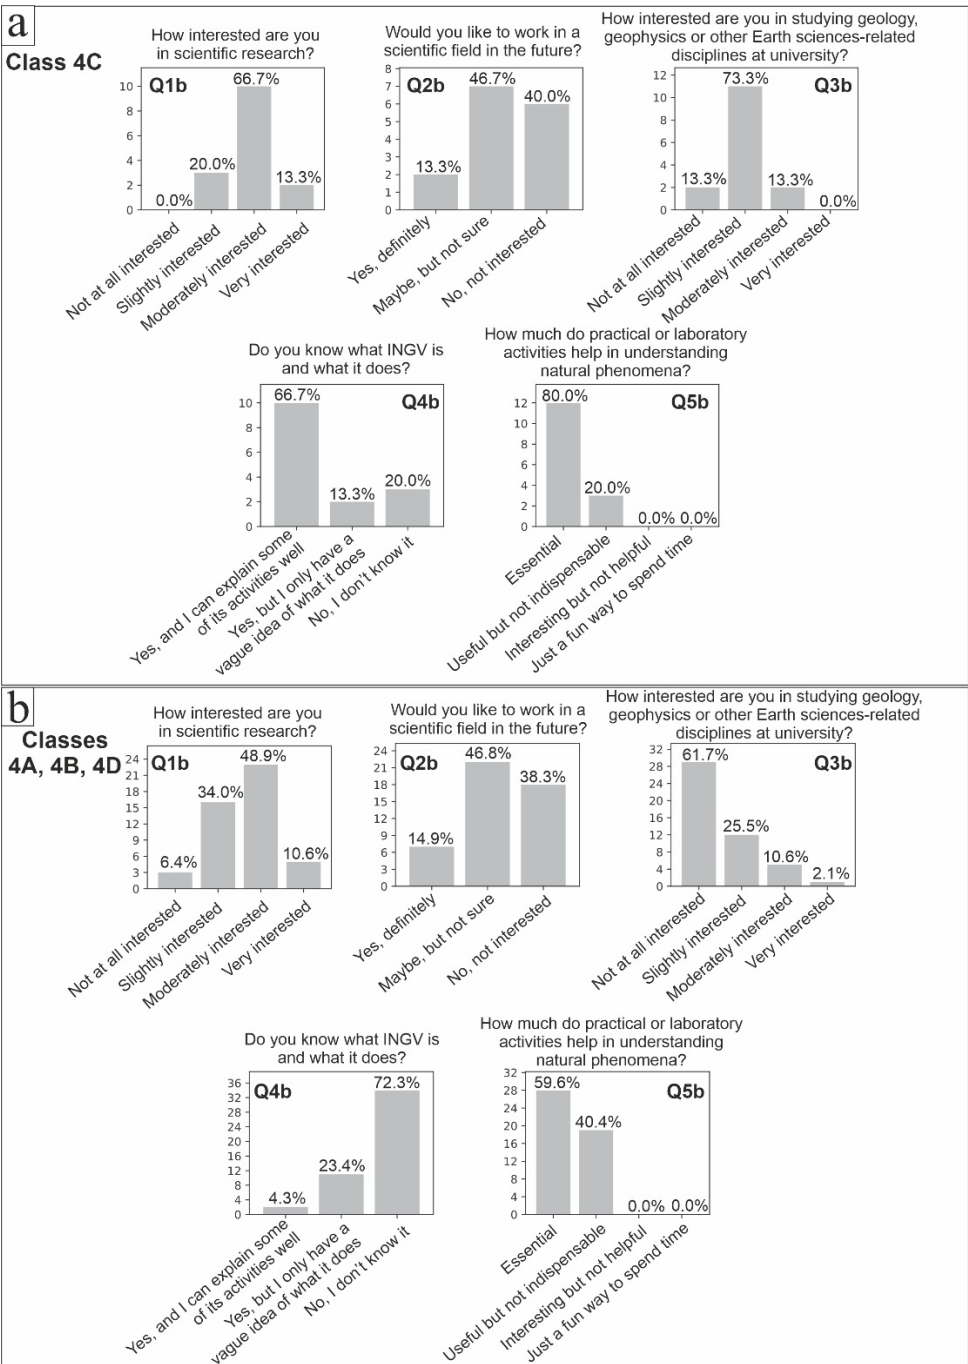 a
Class 4C
How interested are you
in scientific research?
Q1b
10
8
6
4
2
0
0.0%
20.0%
66.7%
13.3%
Not at all interested
Slightly interested
Moderately interested
Very interested
Would you like to work in a
scientific field in the future?
Q2b
8
7
6
5
4
3
2
1
0
13.3%
46.7%
40.0%
Yes, definitely
Maybe, but not sure
No, not interested
How interested are you in studying geology,
geophysics or other Earth sciences-related
disciplines at university?
Q3b
12
10
8
6
4
2
0
13.3%
73.3%
13.3%
0.0%
Not at all interested
Slightly interested
Moderately interested
Very interested
Do you know what INGV is
and what it does?
Q4b
10
8
6
4
2
0
66.7%
13.3%
20.0%
Yes, and I can explain some
of its activities well
Yes, but I only have a
vague idea of what it does
No, I don't know it
How much do practical or laboratory
activities help in understanding
natural phenomena?
Q5b
12
10
8
6
4
2
0
80.0%
20.0%
0.0%
0.0%
Essential
Useful but not indispensable
Interesting but not helpful
Just a fun way to spend time
b
Classes
4A, 4B, 4D
How interested are you
in scientific research?
Q1b
24
21
18
15
12
9
6
3
0
6.4%
34.0%
48.9%
10.6%
Not at all interested
Slightly interested
Moderately interested
Very interested
Would you like to work in a
scientific field in the future?
Q2b
24
21
18
15
12
9
6
3
0
14.9%
46.8%
38.3%
Yes, definitely
Maybe, but not sure
No, not interested
How interested are you in studying geology,
geophysics or other Earth sciences-related
disciplines at university?
Q3b
32
28
24
20
16
12
8
4
0
61.7%
25.5%
10.6%
2.1%
Not at all interested
Slightly interested
Moderately interested
Very interested
Do you know what INGV is
and what it does?
Q4b
36
32
28
24
20
16
12
8
4
0
4.3%
23.4%
72.3%
Yes, and I can explain some
of its activities well
Yes, but I only have a
vague idea of what it does
No, I don't know it
How much do practical or laboratory
activities help in understanding
natural phenomena?
Q5b
32
28
24
20
16
12
8
4
0
59.6%
40.4%
0.0%
0.0%
Essential
Useful but not indispensable
Interesting but not helpful
Just a fun way to spend time